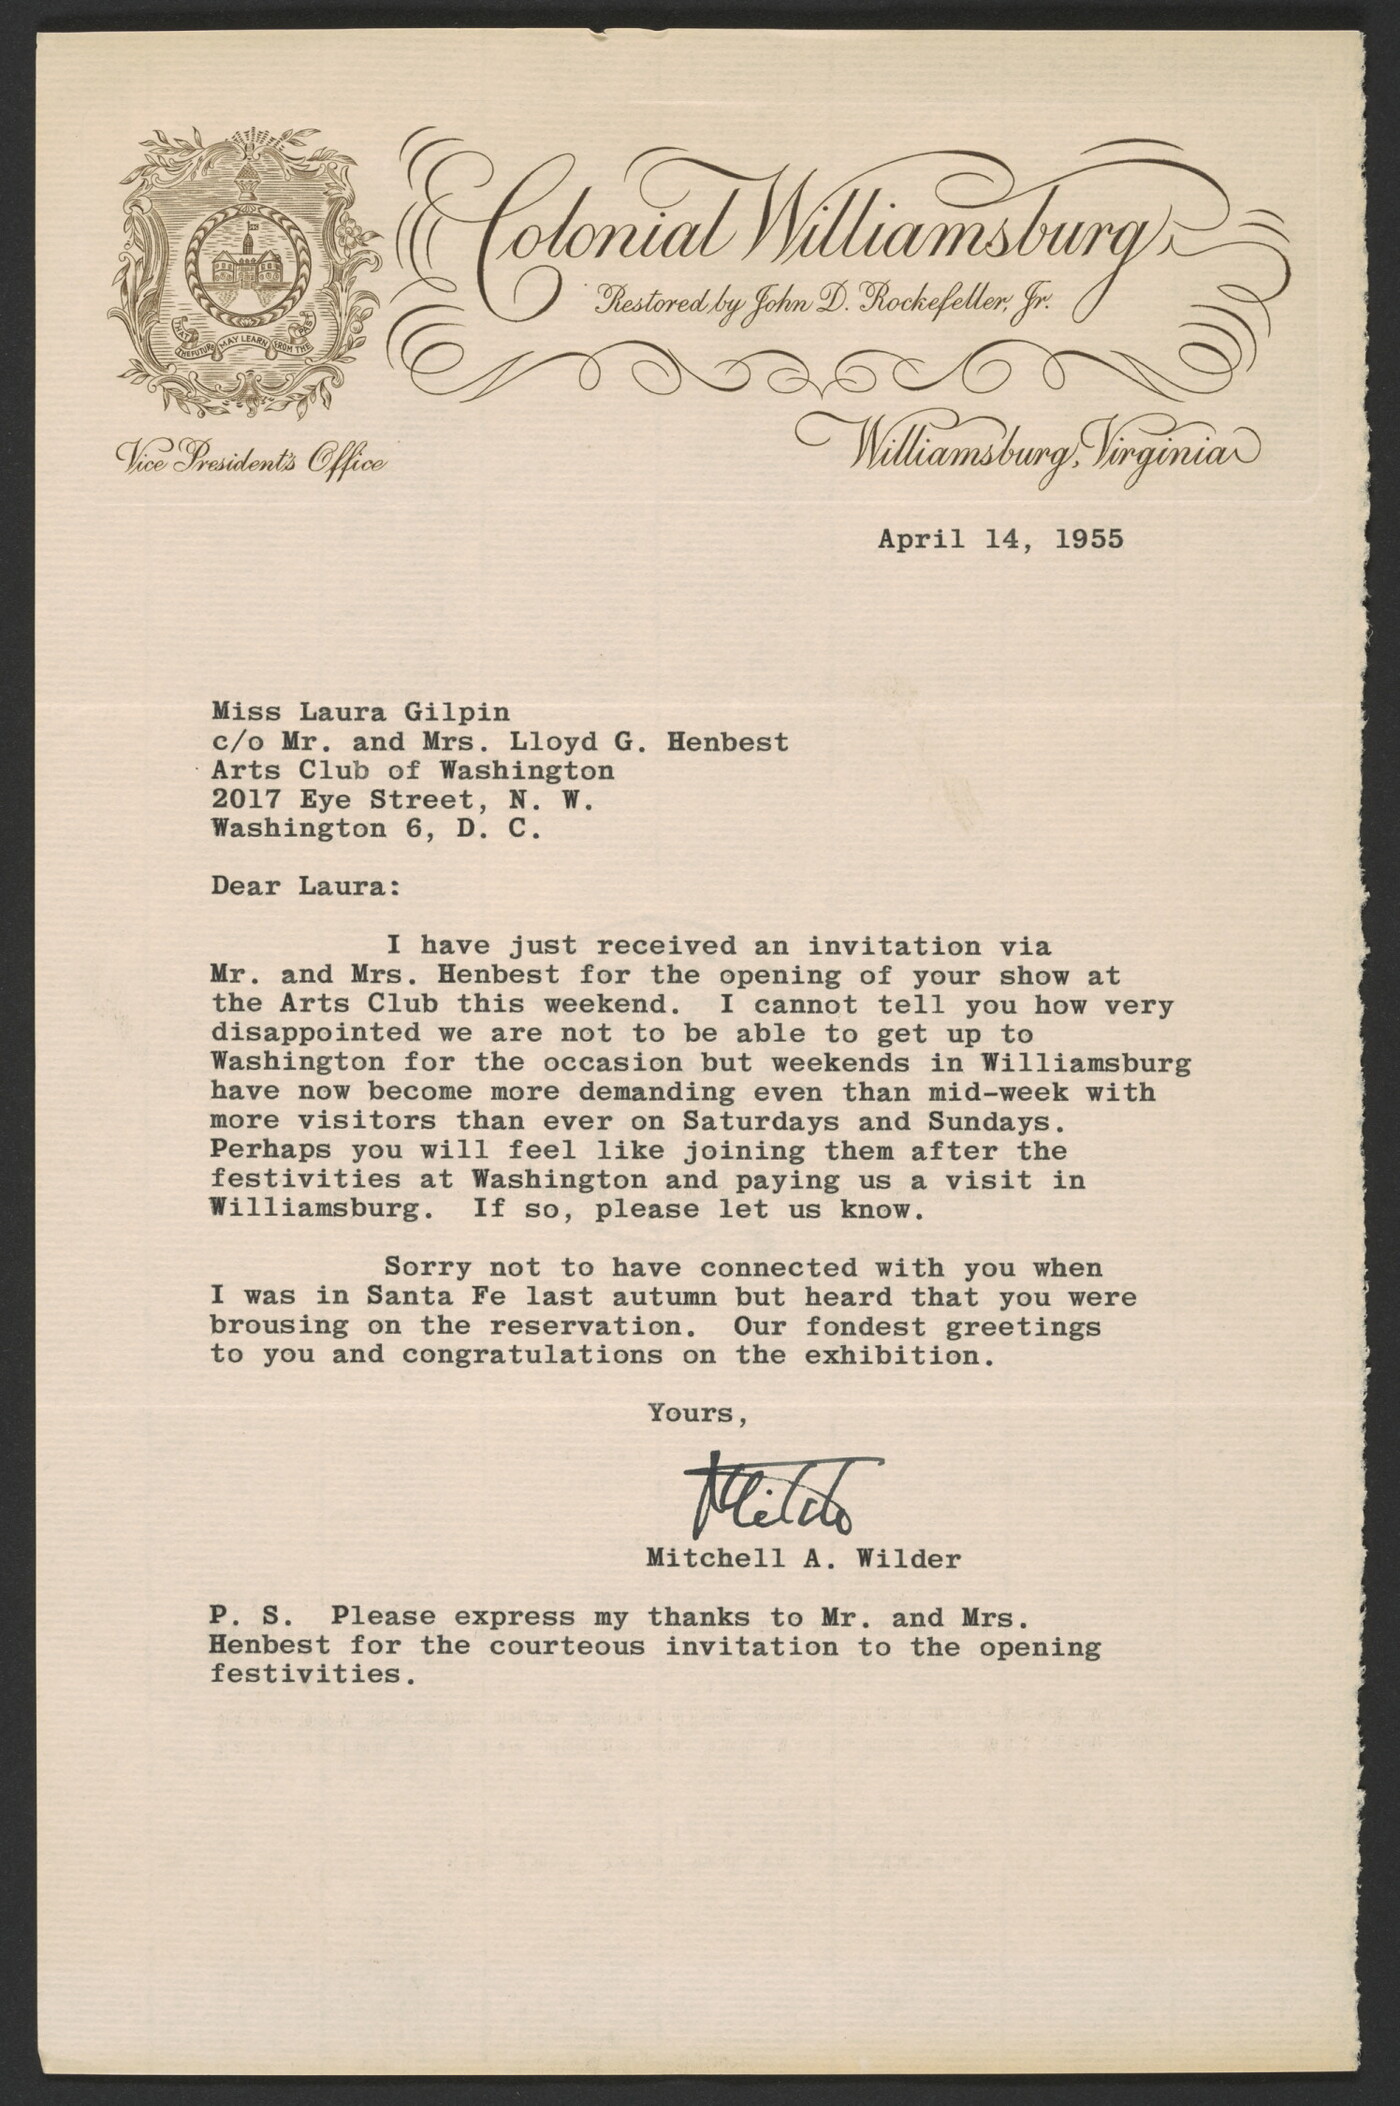 THAT THE FUTURE MAY LEARN FROM THE PAST
Colonial Williamsburg
Restored by John D. Rockefeller, Jr.
Vice President's Office
Williamsburg, Virginia
April 14, 1955
Miss Laura Gilpin
c/o Mr. and Mrs. Lloyd G. Henbest
Arts Club of Washington
2017 Eye Street, N. W.
Washington 6, D. C.
Dear Laura:
I have just received an invitation via
Mr. and Mrs. Henbest for the opening of your show at
the Arts Club this weekend. I cannot tell you how very
disappointed we are not to be able to get up to
Washington for the occasion but weekends in Williamsburg
have now become more demanding even than mid-week with
more visitors than ever on Saturdays and Sundays.
Perhaps you will feel like joining them after the
festivities at Washington and paying us a visit in
Williamsburg. If so, please let us know.
Sorry not to have connected with you when
I was in Santa Fe last autumn but heard that you were
brousing on the reservation. Our fondest greetings
to you and congratulations on the exhibition.
Yours,
Mitchell A. Wilder
P. S. Please express my thanks to Mr. and Mrs.
Henbest for the courteous invitation to the opening
festivities.